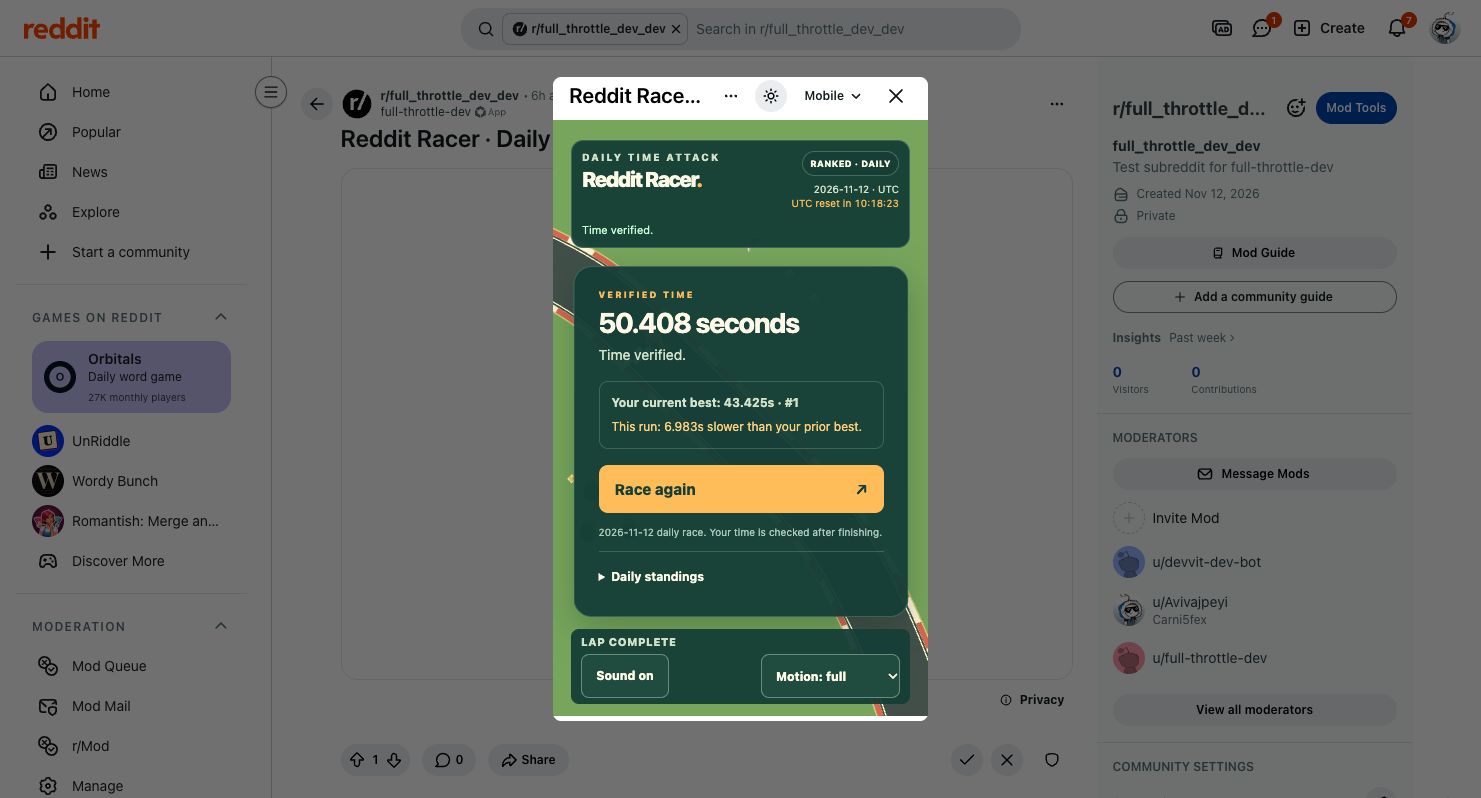 reddit
r/full_throttle_dev_dev
Search in r/full_throttle_dev_dev
AD
1
Create
7
Home
Popular
News
Explore
Start a community
GAMES ON REDDIT
Orbitals
Daily word game
27K monthly players
UnRiddle
Wordy Bunch
Romantish: Merge an...
Discover More
MODERATION
Mod Queue
Mod Mail
r/Mod
Manage
r/
r/full_throttle_dev_dev • 6h a
full-throttle-dev App
Reddit Racer · Daily
Reddit Race...
Mobile
DAILY TIME ATTACK
RANKED · DAILY
Reddit Racer.
2026-11-12 · UTC
UTC reset in 10:18:23
Time verified.
VERIFIED TIME
50.408 seconds
Time verified.
Your current best: 43.425s · #1
This run: 6.983s slower than your prior best.
Race again
2026-11-12 daily race. Your time is checked after finishing.
Daily standings
LAP COMPLETE
Sound on
Motion: full
Privacy
1
0
Share
r/full_throttle_d...
Mod Tools
full_throttle_dev_dev
Test subreddit for full-throttle-dev
Created Nov 12, 2026
Private
Mod Guide
Add a community guide
Insights Past week
0
0
Visitors
Contributions
MODERATORS
Message Mods
Invite Mod
u/devvit-dev-bot
u/Avivajpeyi
Carni5fex
u/full-throttle-dev
View all moderators
COMMUNITY SETTINGS